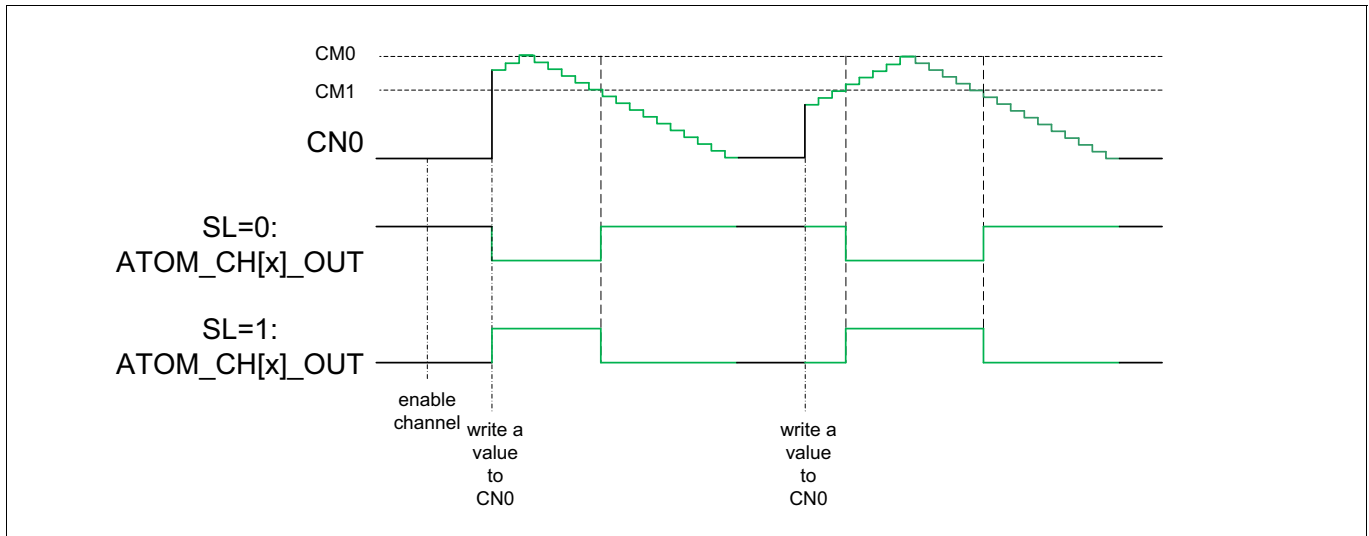 CM0
CM1
CN0
SL=0:
ATOM_CH[x]_OUT
SL=1:
ATOM_CH[x]_OUT
enable
channel
write a
value
to
CN0
write a
value
to
CN0